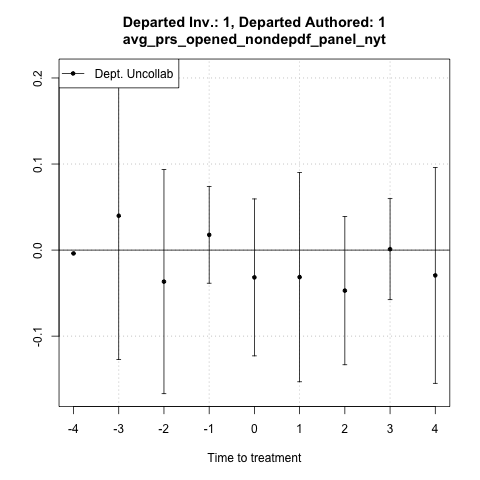 Departed Inv.: 1, Departed Authored: 1
avg_prs_opened_nondepdf_panel_nyt
Dept. Uncollab
0.2
0.1
0.0
-0.1
-4 -3 -2 -1 0 1 2 3 4
Time to treatment